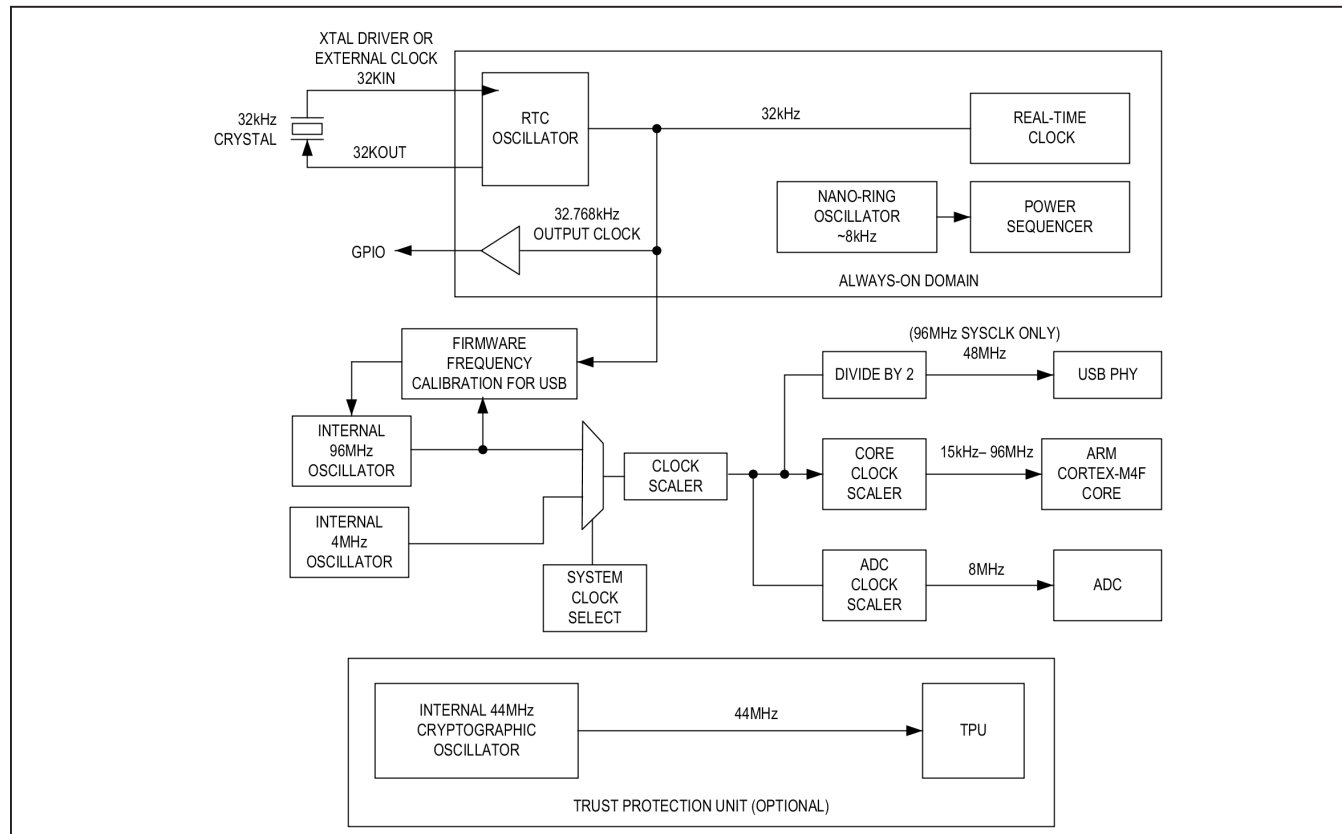 XTAL DRIVER OR
EXTERNAL CLOCK
32KIN
32kHz
CRYSTAL
32KOUT
RTC
OSCILLATOR
32kHz
REAL-TIME
CLOCK
NANO-RING
OSCILLATOR
~8kHz
POWER
SEQUENCER
32.768kHz
OUTPUT CLOCK
GPIO
ALWAYS-ON DOMAIN
FIRMWARE
FREQUENCY
CALIBRATION FOR USB
(96MHz SYSCLK ONLY)
48MHz
DIVIDE BY 2
USB PHY
INTERNAL
96MHz
OSCILLATOR
CLOCK
SCALER
CORE
CLOCK
SCALER
15kHz– 96MHz
ARM
CORTEX-M4F
CORE
INTERNAL
4MHz
OSCILLATOR
SYSTEM
CLOCK
SELECT
ADC
CLOCK
SCALER
8MHz
ADC
INTERNAL 44MHz
CRYPTOGRAPHIC
OSCILLATOR
44MHz
TPU
TRUST PROTECTION UNIT (OPTIONAL)